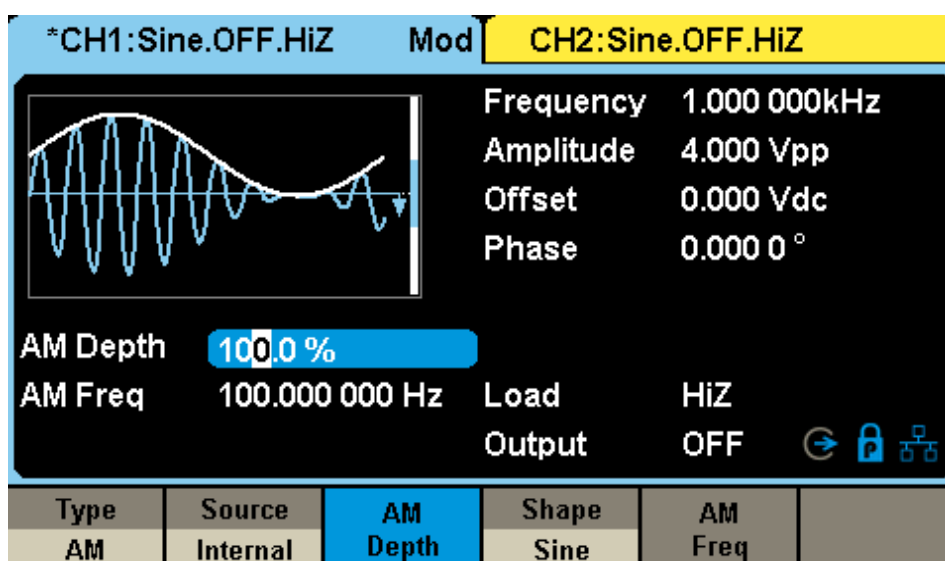 *CH1:Sine.OFF.HiZ Mod CH2:Sine.OFF.HiZ
Frequency 1.000 000kHz
Amplitude 4.000 Vpp
Offset 0.000 Vdc
Phase 0.000 0 °
AM Depth 100.0 %
AM Freq 100.000 000 Hz
Load HiZ
Output OFF P
Type Source AM Depth Shape AM Freq
AM Internal Sine